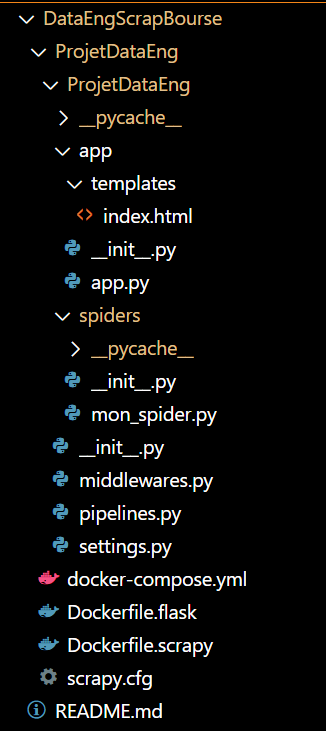 DataEngScrapBourse
ProjetDataEng
ProjetDataEng
__pycache__
app
templates
index.html
__init__.py
app.py
spiders
__pycache__
__init__.py
mon_spider.py
__init__.py
middlewares.py
pipelines.py
settings.py
docker-compose.yml
Dockerfile.flask
Dockerfile.scrapy
scrapy.cfg
README.md